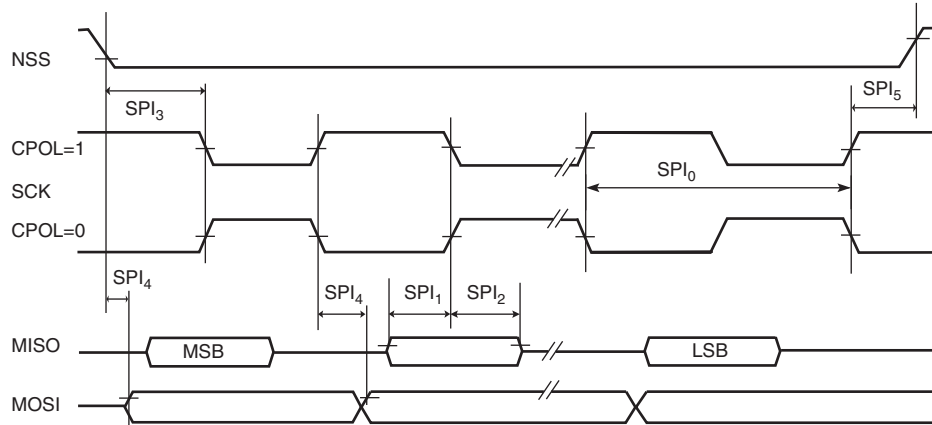 NSS
SPI₃
SPI₅
CPOL=1
SCK
SPI₀
CPOL=0
SPI₄
SPI₄
SPI₁
SPI₂
MISO
MSB
LSB
MOSI